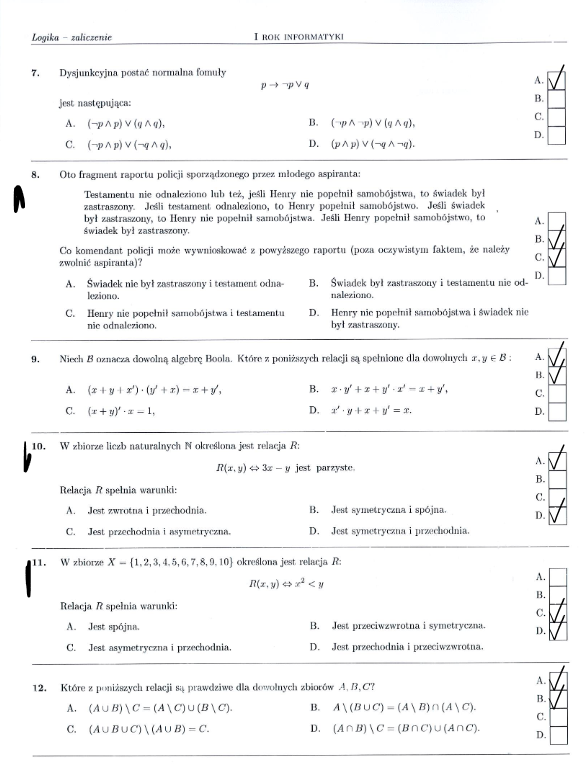 Logika – zaliczenie I ROK INFORMATYKI
7. Dysjunkcyjna postać normalna fomuły
p → ¬p ∨ q
jest następująca:
A. (¬p ∧ p) ∨ (q ∧ q), B. (¬p ∧ ¬p) ∨ (q ∧ q),
C. (¬p ∧ p) ∨ (¬q ∧ q), D. (p ∧ p) ∨ (¬q ∧ ¬q).
A.
B.
C.
D.
8. Oto fragment raportu policji sporządzonego przez młodego aspiranta:
Testamentu nie odnaleziono lub też, jeśli Henry nie popełnił samobójstwa, to świadek był
zastraszony. Jeśli testament odnaleziono, to Henry popełnił samobójstwo. Jeśli świadek
był zastraszony, to Henry nie popełnił samobójstwa. Jeśli Henry popełnił samobójstwo, to
świadek był zastraszony.
Co komendant policji może wywnioskować z powyższego raportu (poza oczywistym faktem, że należy
zwolnić aspiranta)?
A. Świadek nie był zastraszony i testament odna- B. Świadek był zastraszony i testamentu nie od-
leziono. naleziono.
C. Henry nie popełnił samobójstwa i testamentu D. Henry nie popełnił samobójstwa i świadek nie
nie odnaleziono. był zastraszony.
A.
B.
C.
D.
9. Niech B oznacza dowolną algebrę Boola. Które z poniższych relacji są spełnione dla dowolnych x, y ∈ B :
A. (x + y + x′) · (y′ + x) = x + y′, B. x · y′ + x + y′ · x′ = x + y′,
C. (x + y)′ · x = 1, D. x′ · y + x + y′ = x.
A.
B.
C.
D.
10. W zbiorze liczb naturalnych ℕ określona jest relacja R:
R(x, y) ⇔ 3x − y jest parzyste.
Relacja R spełnia warunki:
A. Jest zwrotna i przechodnia. B. Jest symetryczna i spójna.
C. Jest przechodnia i asymetryczna. D. Jest symetryczna i przechodnia.
A.
B.
C.
D.
11. W zbiorze X = {1, 2, 3, 4, 5, 6, 7, 8, 9, 10} określona jest relacja R:
R(x, y) ⇔ x² < y
Relacja R spełnia warunki:
A. Jest spójna. B. Jest przeciwzwrotna i symetryczna.
C. Jest asymetryczna i przechodnia. D. Jest przechodnia i przeciwzwrotna.
A.
B.
C.
D.
12. Które z poniższych relacji są prawdziwe dla dowolnych zbiorów A, B, C?
A. (A ∪ B) \ C = (A \ C) ∪ (B \ C). B. A \ (B ∪ C) = (A \ B) ∩ (A \ C).
C. (A ∪ B ∪ C) \ (A ∪ B) = C. D. (A ∩ B) \ C = (B ∩ C) ∪ (A ∩ C).
A.
B.
C.
D.